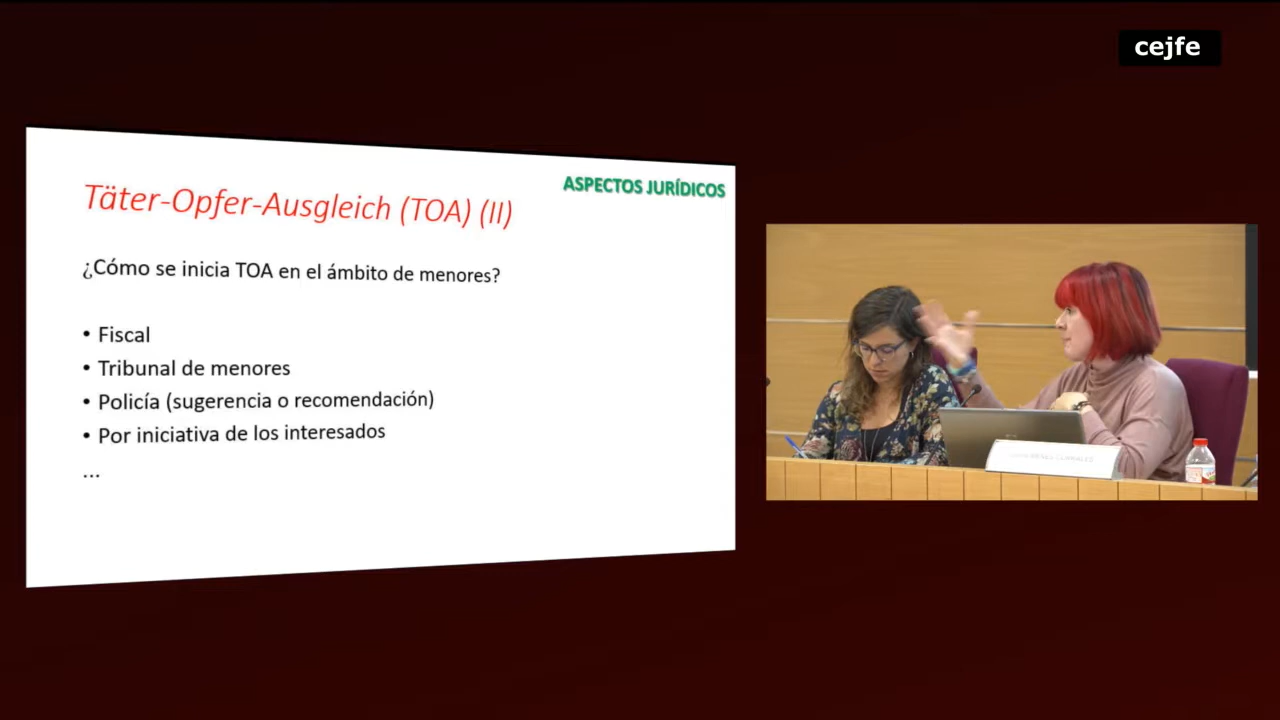 cejfe
ASPECTOS JURÍDICOS
Täter-Opfer-Ausgleich (TOA) (II)
¿Cómo se inicia TOA en el ámbito de menores?
• Fiscal
• Tribunal de menores
• Policía (sugerencia o recomendación)
• Por iniciativa de los interesados
...